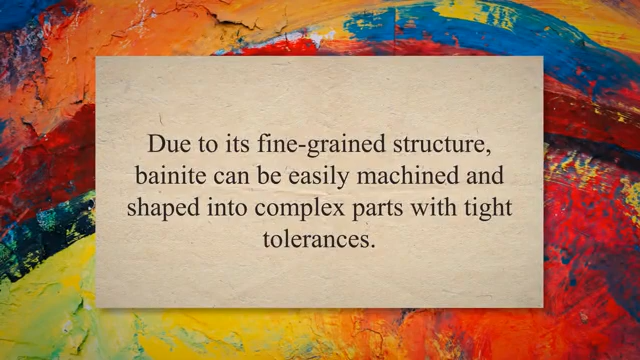 Due to its fine-grained structure,
bainite can be easily machined and
shaped into complex parts with tight
tolerances.